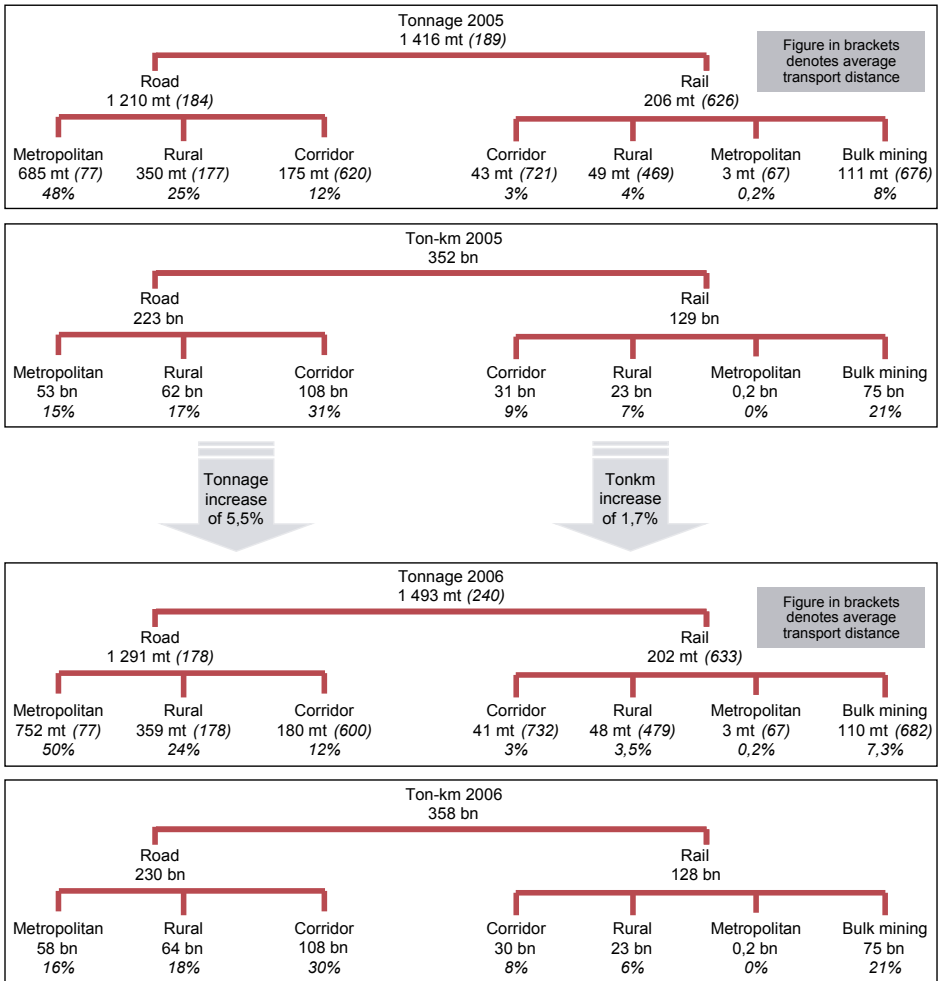 Tonnage 2005
1 416 mt (189)
Figure in brackets
denotes average
transport distance
Road
1 210 mt (184)
Rail
206 mt (626)
Metropolitan
685 mt (77)
48%
Rural
350 mt (177)
25%
Corridor
175 mt (620)
12%
Corridor
43 mt (721)
3%
Rural
49 mt (469)
4%
Metropolitan
3 mt (67)
0,2%
Bulk mining
111 mt (676)
8%
Ton-km 2005
352 bn
Road
223 bn
Rail
129 bn
Metropolitan
53 bn
15%
Rural
62 bn
17%
Corridor
108 bn
31%
Corridor
31 bn
9%
Rural
23 bn
7%
Metropolitan
0,2 bn
0%
Bulk mining
75 bn
21%
Tonnage
increase
of 5,5%
Tonkm
increase
of 1,7%
Tonnage 2006
1 493 mt (240)
Figure in brackets
denotes average
transport distance
Road
1 291 mt (178)
Rail
202 mt (633)
Metropolitan
752 mt (77)
50%
Rural
359 mt (178)
24%
Corridor
180 mt (600)
12%
Corridor
41 mt (732)
3%
Rural
48 mt (479)
3,5%
Metropolitan
3 mt (67)
0,2%
Bulk mining
110 mt (682)
7,3%
Ton-km 2006
358 bn
Road
230 bn
Rail
128 bn
Metropolitan
58 bn
16%
Rural
64 bn
18%
Corridor
108 bn
30%
Corridor
30 bn
8%
Rural
23 bn
6%
Metropolitan
0,2 bn
0%
Bulk mining
75 bn
21%